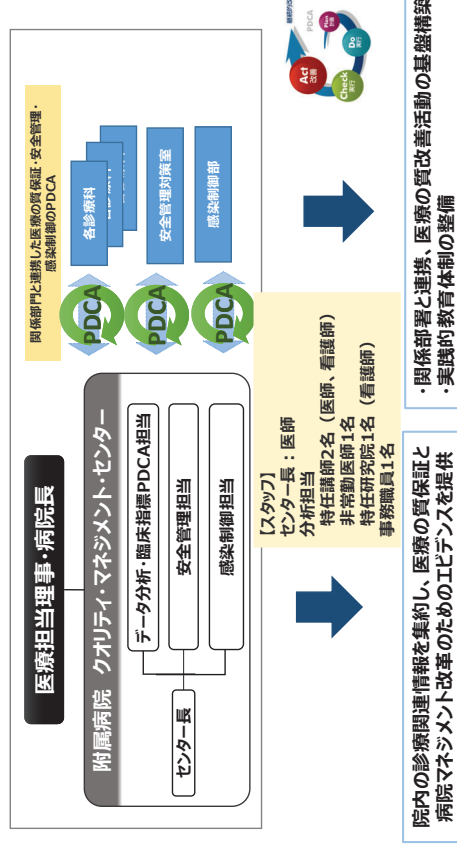 医療担当理事・病院長
附属病院　クオリティ・マネジメント・センター
センター長
データ分析・臨床指標PDCA担当
安全管理担当
感染制御担当
関係部門と連携した医療の質保証・安全管理・
感染制御のPDCA
PDCA
PDCA
PDCA
各診療科
安全管理対策室
感染制御部
【スタッフ】
センター長：医師
分析担当
特任講師2名（医師、看護師）
非常勤医師1名
特任研究院1名（看護師）
事務職員1名
院内の診療関連情報を集約し、医療の質保証と
病院マネジメント改革のためのエビデンスを提供
・関係部署と連携、医療の質改善活動の基盤構築
・実践的教育体制の整備
PDCA
Plan
計画
Do
実行
Check
実行
Act
改善